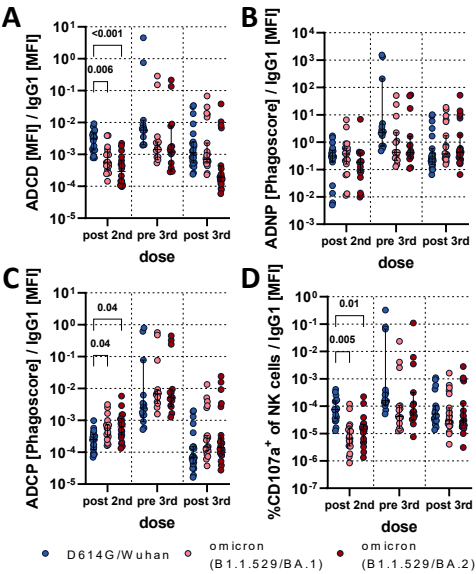 A
ADCD [MFI] / IgG1 [MFI]
10^1
10^0
10^-1
10^-2
10^-3
10^-4
10^-5
<.001
0.006
post 2nd pre 3rd post 3rd
dose
B
ADNP [Phagoscore] / IgG1 [MFI]
10^4
10^3
10^2
10^1
10^0
10^-1
10^-2
10^-3
post 2nd pre 3rd post 3rd
dose
C
ADCP [Phagoscore] / IgG1 [MFI]
10^1
10^0
10^-1
10^-2
10^-3
10^-4
10^-5
0.04
0.04
post 2nd pre 3rd post 3rd
dose
D
%CD107a+ of NK cells / IgG1 [MFI]
10^0
10^-1
10^-2
10^-3
10^-4
10^-5
10^-6
10^-7
0.01
0.005
post 2nd pre 3rd post 3rd
dose
D614G/Wuhan
omicron
(B1.1.529/BA.1)
omicron
(B1.1.529/BA.2)